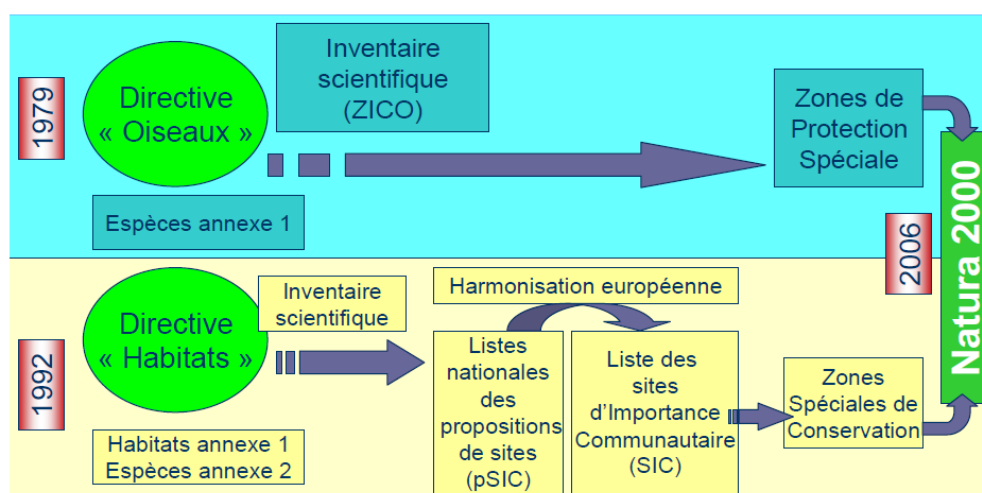 1979
Directive
« Oiseaux »
Espèces annexe 1
Inventaire
scientifique
(ZICO)
Zones de
Protection
Spéciale
1992
Directive
« Habitats »
Habitats annexe 1
Espèces annexe 2
Inventaire
scientifique
Harmonisation européenne
Listes
nationales
des
propositions
de sites
(pSIC)
Liste des
sites
d’Importance
Communautaire
(SIC)
Zones
Spéciales de
Conservation
2006
Natura 2000